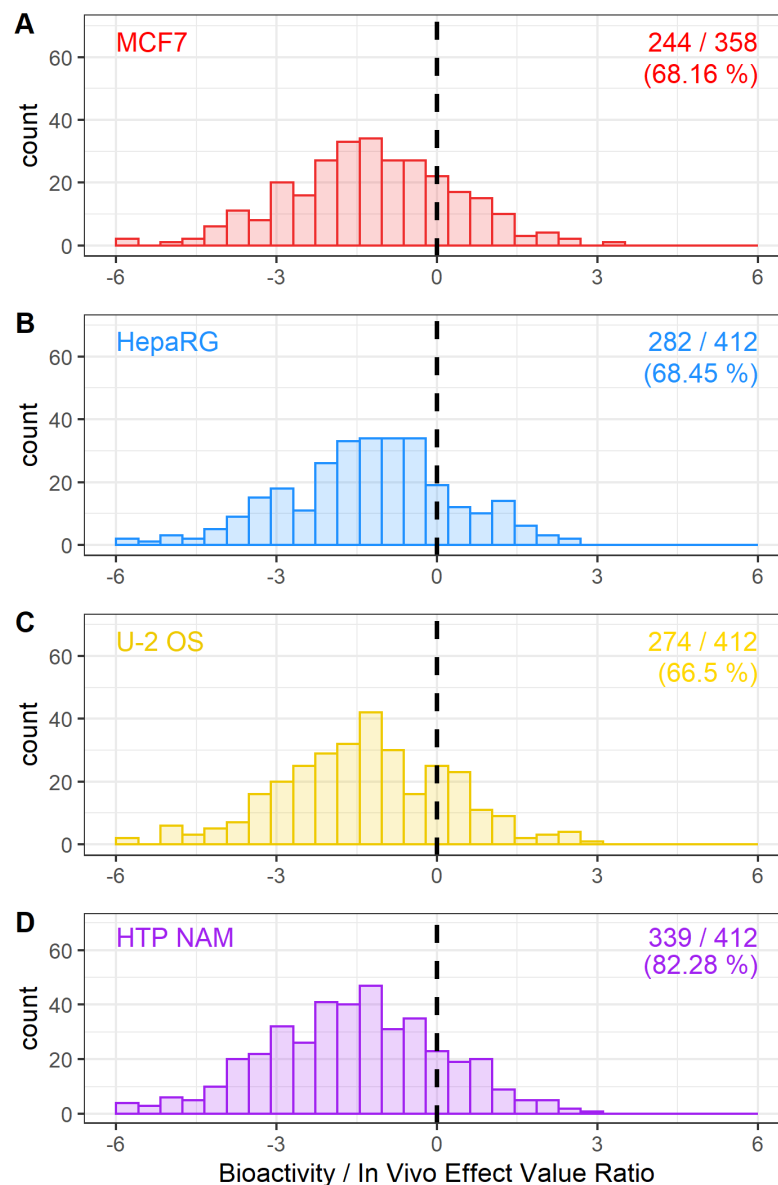 A
MCF7
244 / 358
(68.16 %)
count
60
40
20
0
-6
-3
0
3
6
B
HepaRG
282 / 412
(68.45 %)
count
60
40
20
0
-6
-3
0
3
6
C
U-2 OS
274 / 412
(66.5 %)
count
60
40
20
0
-6
-3
0
3
6
D
HTP NAM
339 / 412
(82.28 %)
count
60
40
20
0
-6
-3
0
3
6
Bioactivity / In Vivo Effect Value Ratio